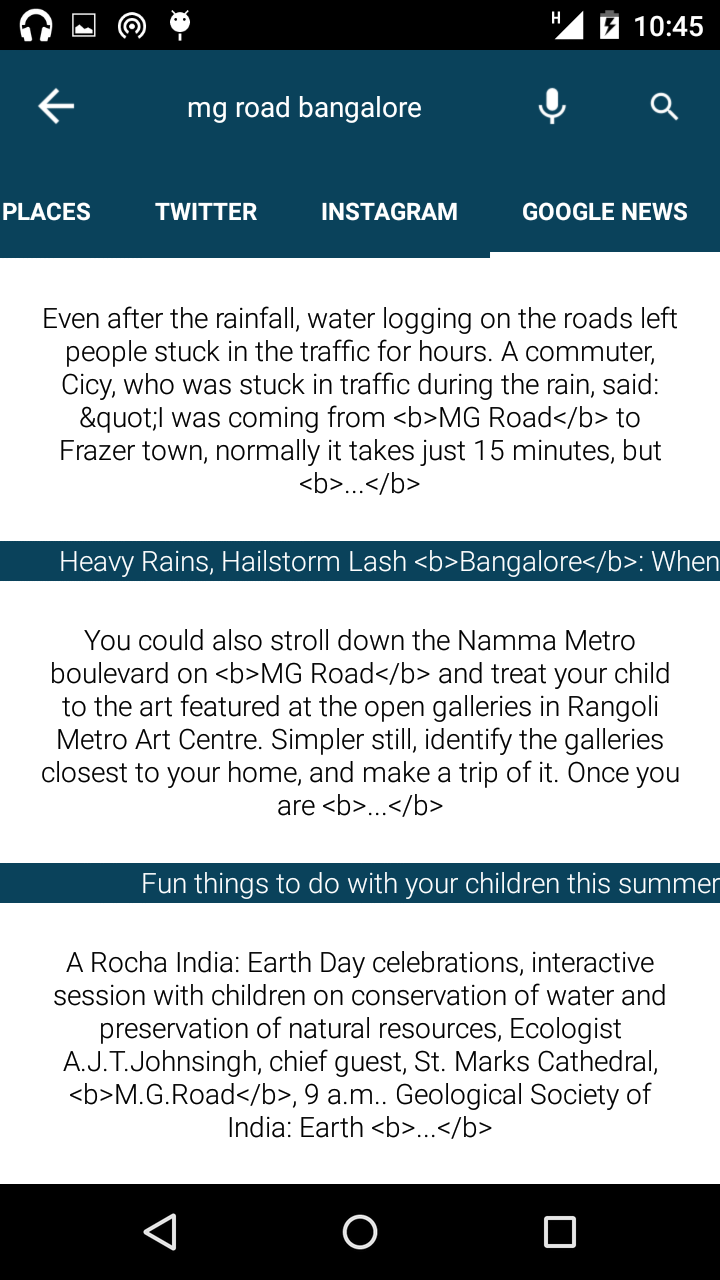 H 10:45
mg road bangalore
PLACES TWITTER INSTAGRAM GOOGLE NEWS
Even after the rainfall, water logging on the roads left
people stuck in the traffic for hours. A commuter,
Cicy, who was stuck in traffic during the rain, said:
&quot;I was coming from <b>MG Road</b> to
Frazer town, normally it takes just 15 minutes, but
<b>...</b>
Heavy Rains, Hailstorm Lash <b>Bangalore</b>: When
You could also stroll down the Namma Metro
boulevard on <b>MG Road</b> and treat your child
to the art featured at the open galleries in Rangoli
Metro Art Centre. Simpler still, identify the galleries
closest to your home, and make a trip of it. Once you
are <b>...</b>
Fun things to do with your children this summer
A Rocha India: Earth Day celebrations, interactive
session with children on conservation of water and
preservation of natural resources, Ecologist
A.J.T.Johnsingh, chief guest, St. Marks Cathedral,
<b>M.G.Road</b>, 9 a.m.. Geological Society of
India: Earth <b>...</b>